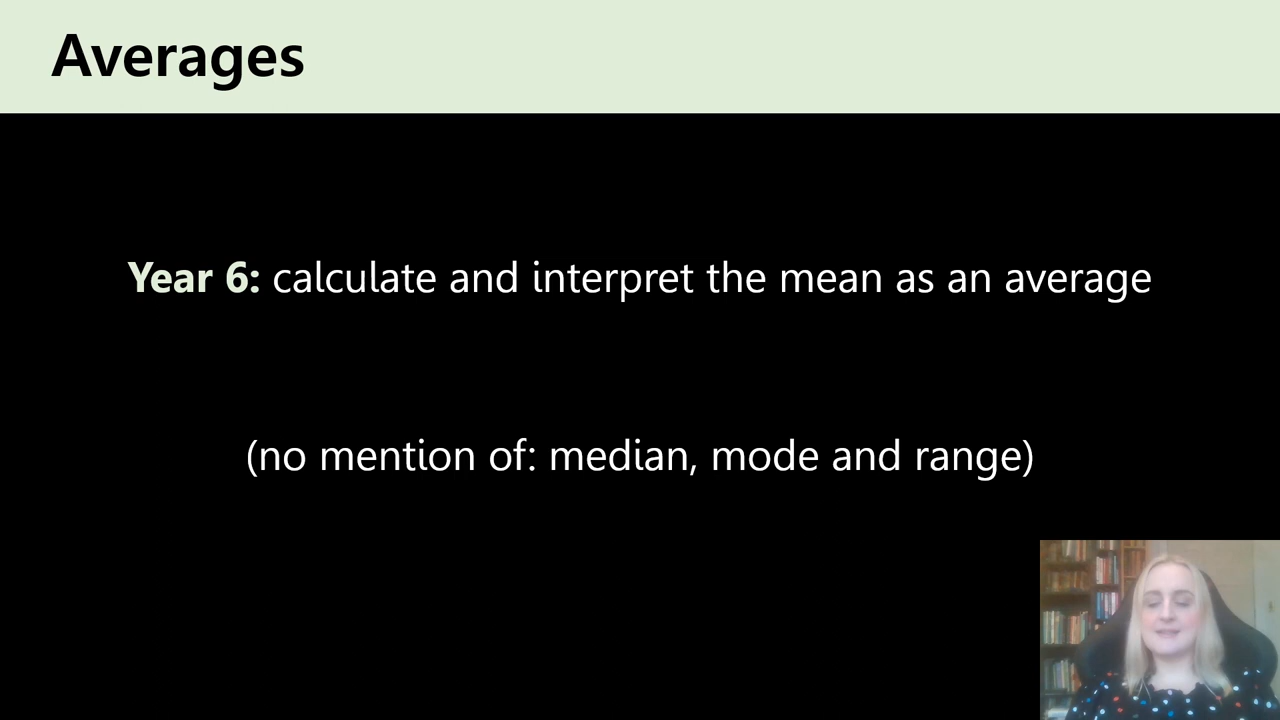 Averages
Year 6: calculate and interpret the mean as an average
(no mention of: median, mode and range)